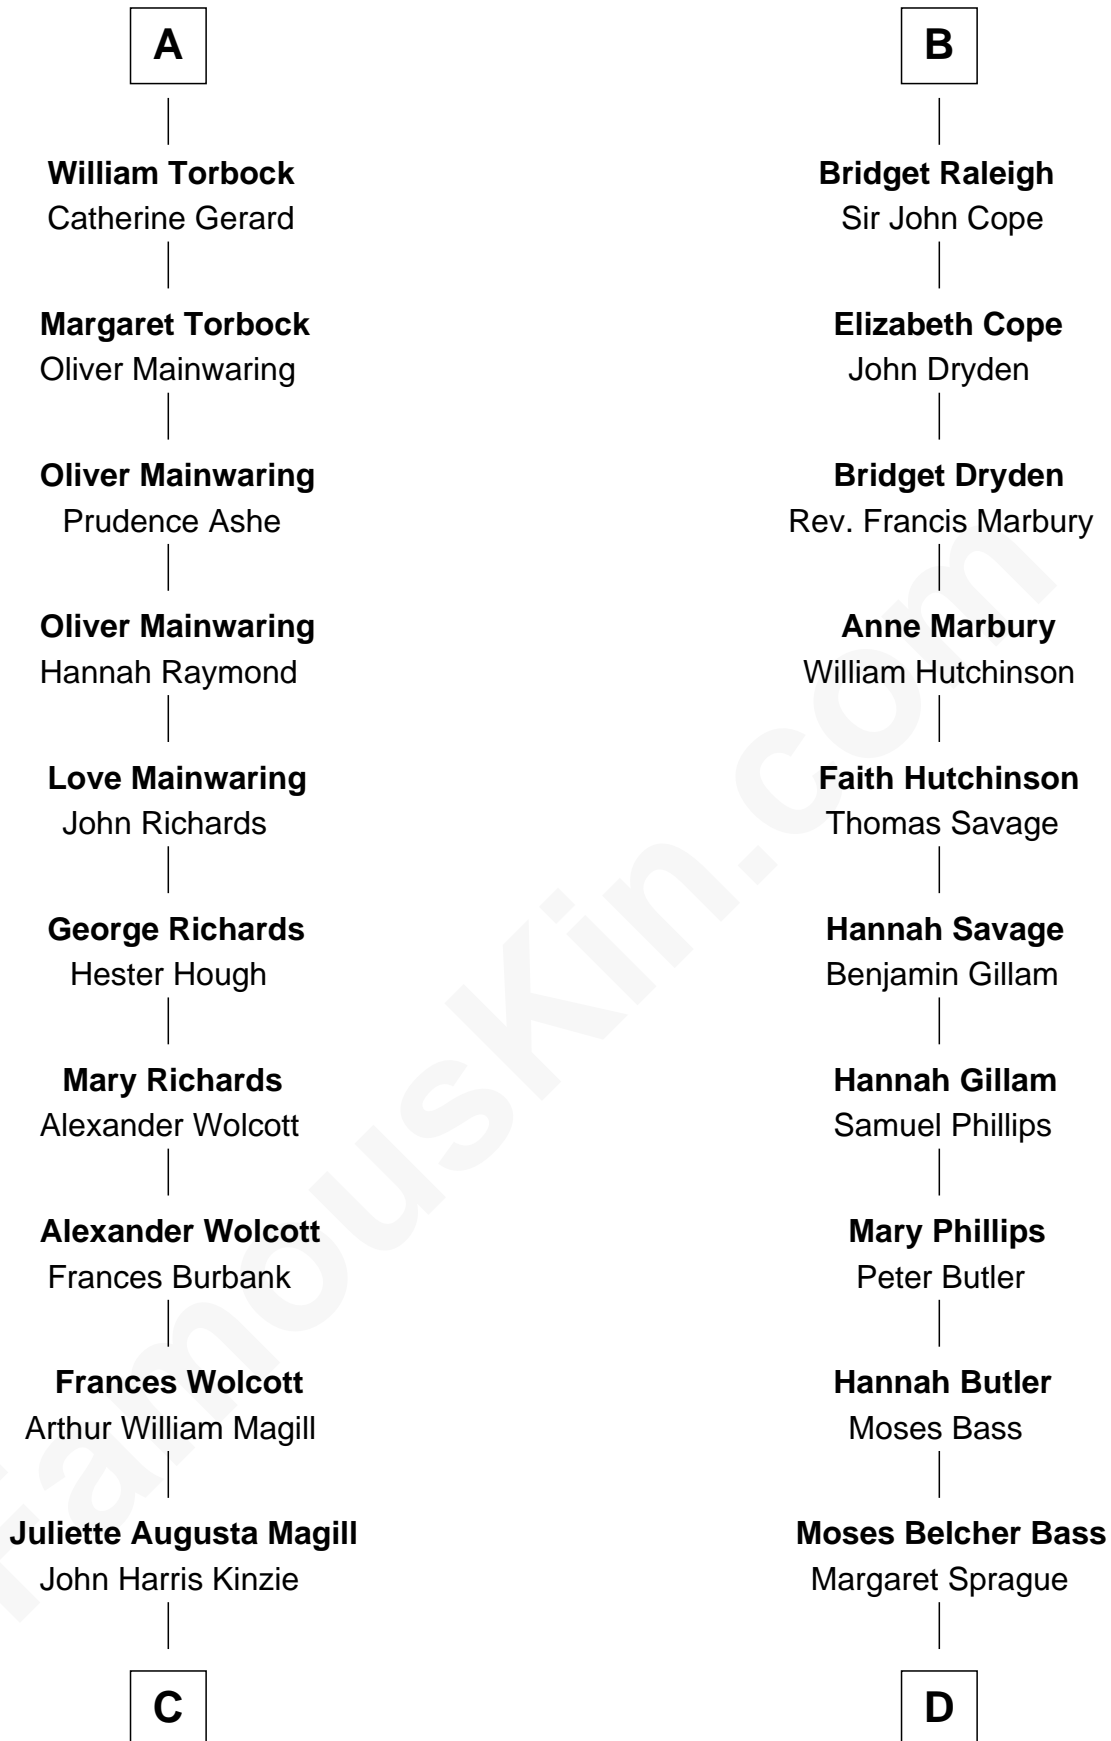 A
William Torbock
Catherine Gerard
Margaret Torbock
Oliver Mainwaring
Oliver Mainwaring
Prudence Ashe
Oliver Mainwaring
Hannah Raymond
Love Mainwaring
John Richards
George Richards
Hester Hough
Mary Richards
Alexander Wolcott
Alexander Wolcott
Frances Burbank
Frances Wolcott
Arthur William Magill
Juliette Augusta Magill
John Harris Kinzie
C
B
Bridget Raleigh
Sir John Cope
Elizabeth Cope
John Dryden
Bridget Dryden
Rev. Francis Marbury
Anne Marbury
William Hutchinson
Faith Hutchinson
Thomas Savage
Hannah Savage
Benjamin Gillam
Hannah Gillam
Samuel Phillips
Mary Phillips
Peter Butler
Hannah Butler
Moses Bass
Moses Belcher Bass
Margaret Sprague
D
FamousKin.com